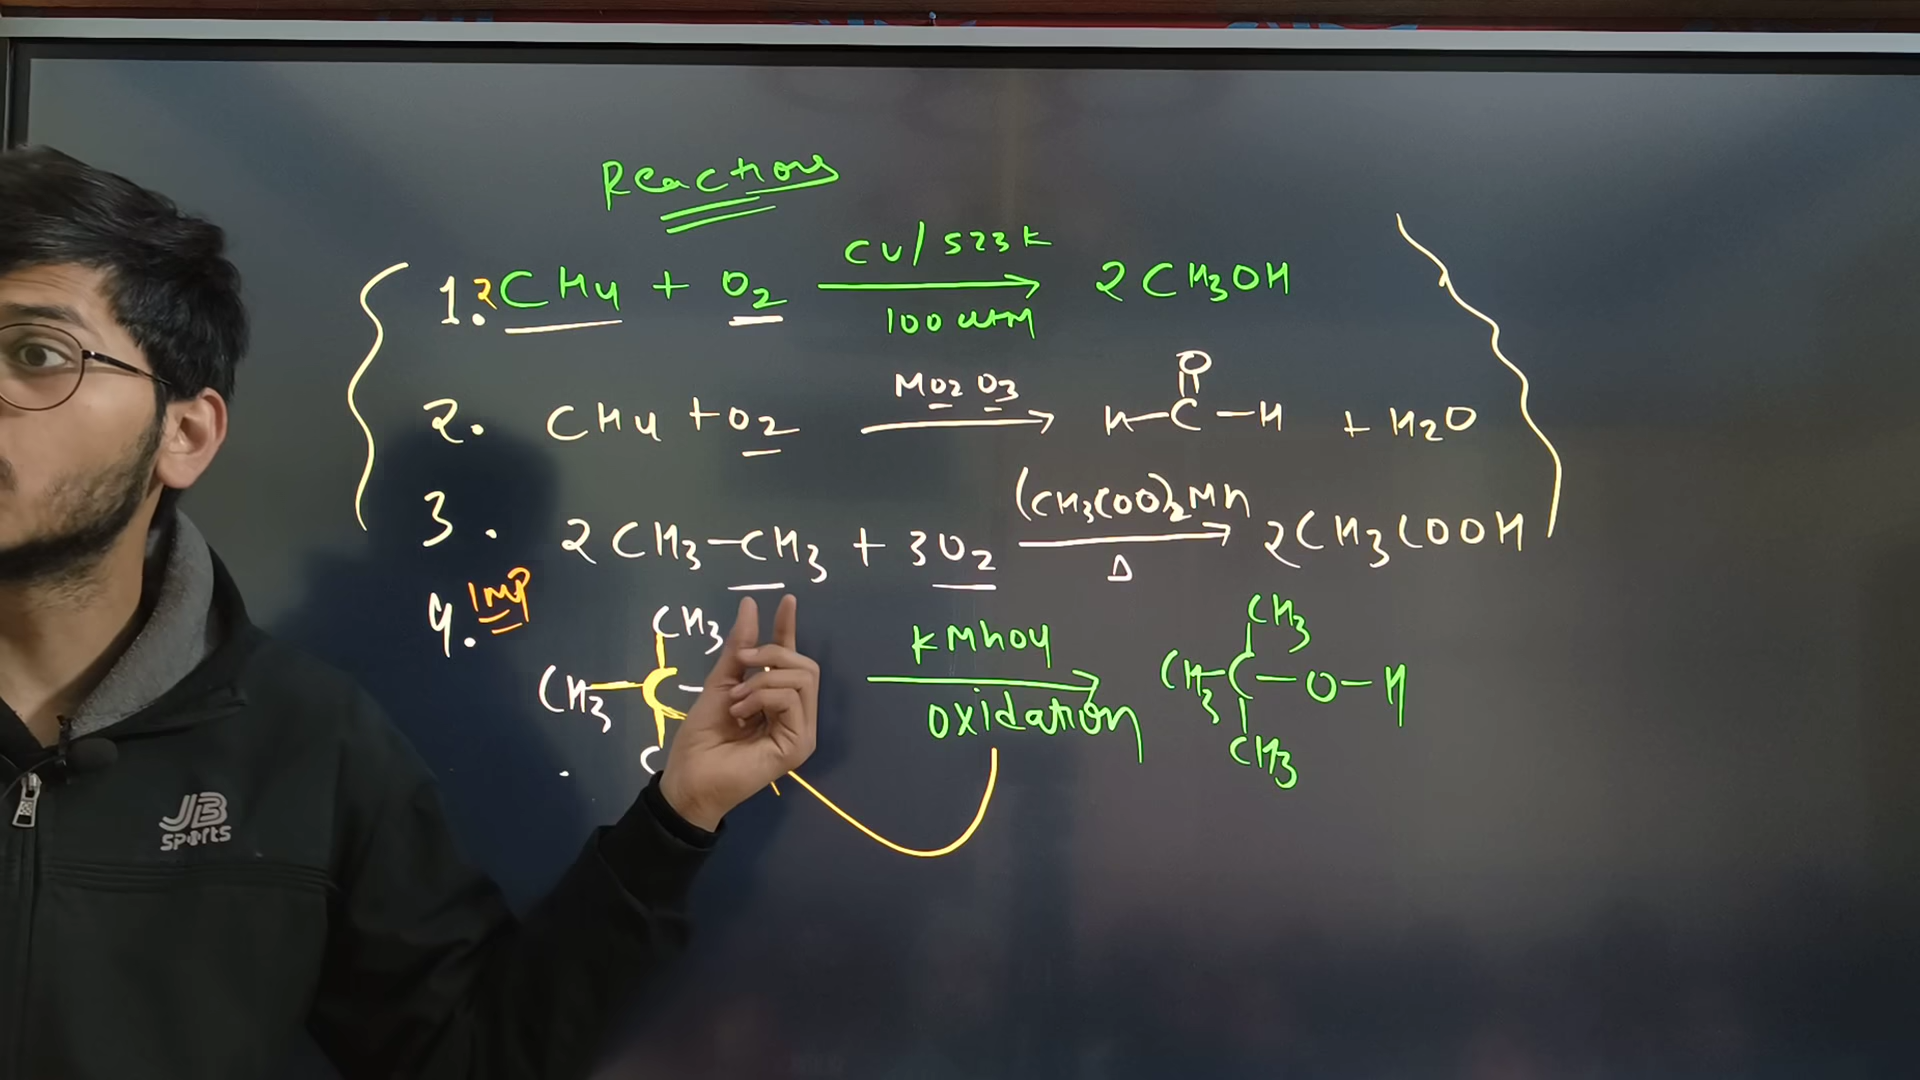 Reactions
1. 2CH4 + O2 Cu/523K 100 atm 2CH3OH
2. CH4 + O2 Mo2O3 H-C-H O + H2O
3. 2CH3-CH3 + 3O2 (CH3COO)2Mn Δ 2CH3COOH
4. IMP
CH3 CH3
CH3-C- KMnO4 oxidation CH3-C-O-H
C CH3
JB
sports